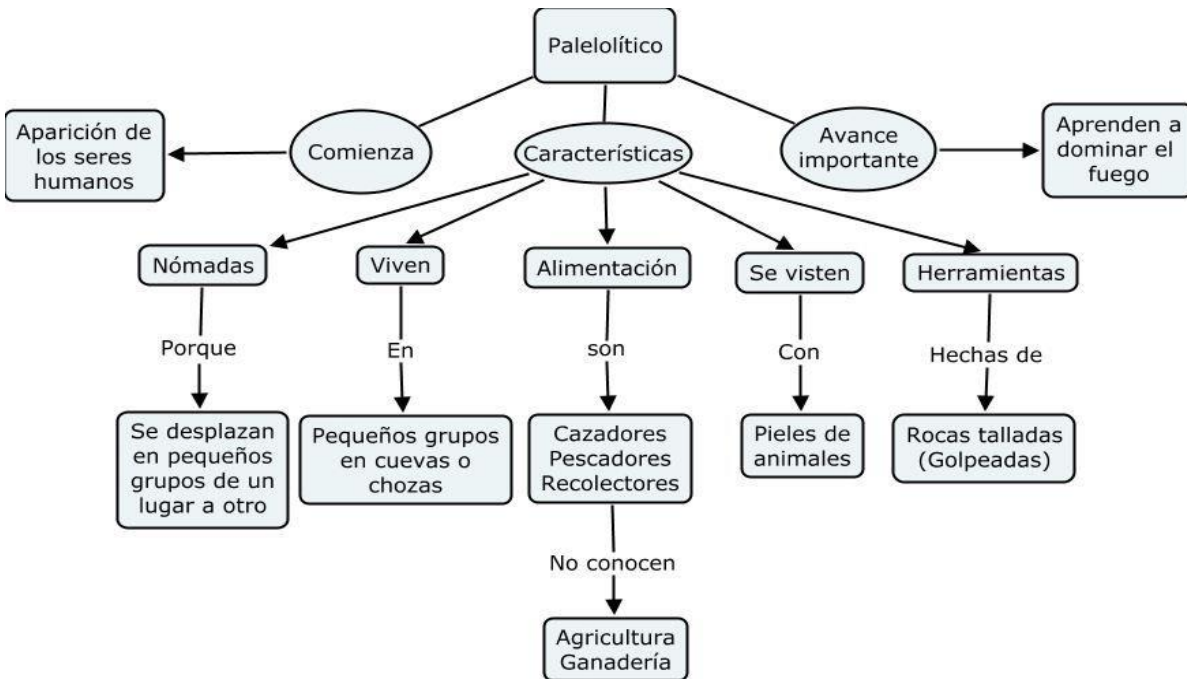 Palelolítico
Aparición de
los seres
humanos
Comienza
Características
Avance
importante
Aprenden a
dominar el
fuego
Nómadas
Viven
Alimentación
Se visten
Herramientas
Porque
En
son
Con
Hechas de
Se desplazan
en pequeños
grupos de un
lugar a otro
Pequeños grupos
en cuevas o
chozas
Cazadores
Pescadores
Recolectores
Pieles de
animales
Rocas talladas
(Golpeadas)
No conocen
Agricultura
Ganadería